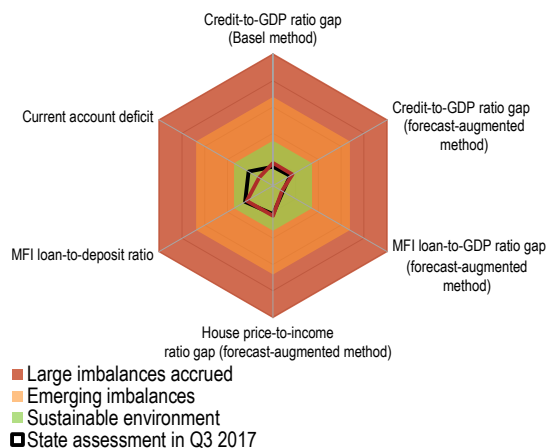 Credit-to-GDP ratio gap
(Basel method)
Current account deficit
Credit-to-GDP ratio gap
(forecast-augmented
method)
MFI loan-to-deposit ratio
MFI loan-to-GDP ratio gap
(forecast-augmented
method)
House price-to-income
ratio gap (forecast-augmented method)
Large imbalances accrued
Emerging imbalances
Sustainable environment
State assessment in Q3 2017